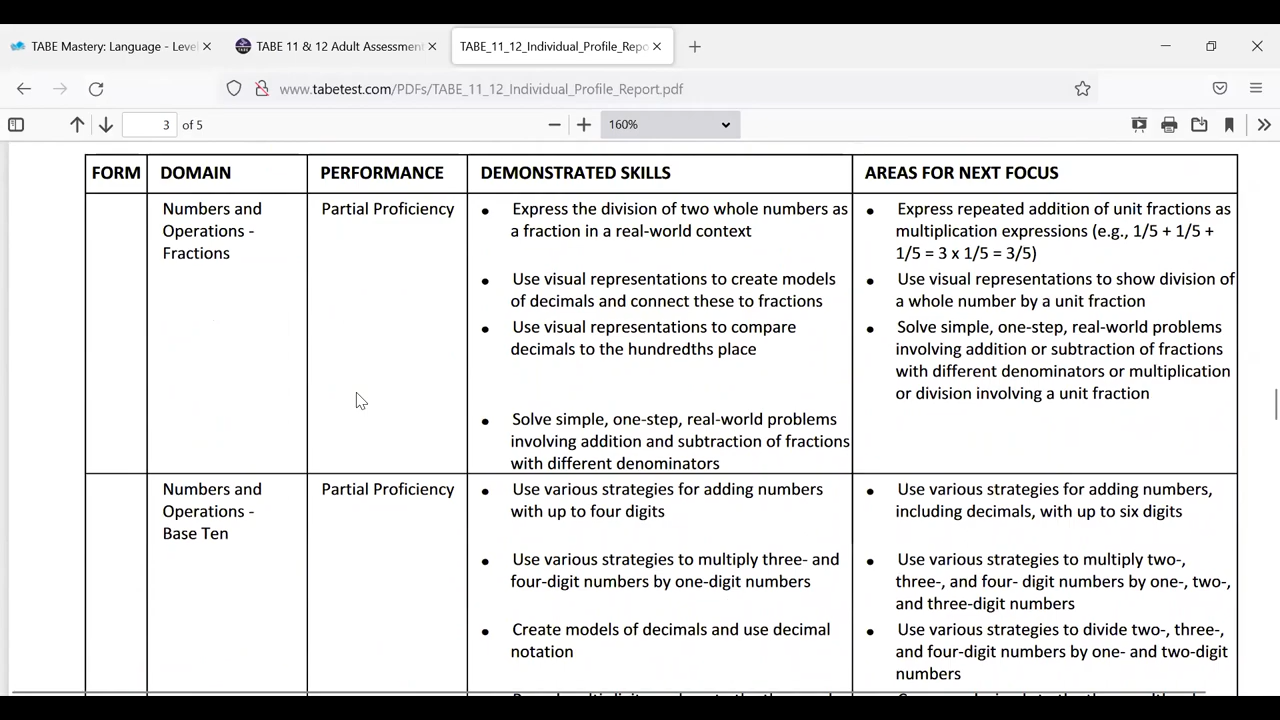 TABE Mastery: Language - Leve
TABE 11 & 12 Adult Assessment
TABE_11_12_Individual_Profile_Repo
www.tabetest.com/PDFs/TABE_11_12_Individual_Profile_Report.pdf
3 of 5
160%
FORM DOMAIN PERFORMANCE DEMONSTRATED SKILLS AREAS FOR NEXT FOCUS
Numbers and
Operations -
Fractions
Partial Proficiency
• Express the division of two whole numbers as
a fraction in a real-world context
• Use visual representations to create models
of decimals and connect these to fractions
• Use visual representations to compare
decimals to the hundredths place
• Solve simple, one-step, real-world problems
involving addition and subtraction of fractions
with different denominators
• Express repeated addition of unit fractions as
multiplication expressions (e.g., 1/5 + 1/5 +
1/5 = 3 x 1/5 = 3/5)
• Use visual representations to show division of
a whole number by a unit fraction
• Solve simple, one-step, real-world problems
involving addition or subtraction of fractions
with different denominators or multiplication
or division involving a unit fraction
Numbers and
Operations -
Base Ten
Partial Proficiency
• Use various strategies for adding numbers
with up to four digits
• Use various strategies to multiply three- and
four-digit numbers by one-digit numbers
• Create models of decimals and use decimal
notation
• Use various strategies for adding numbers,
including decimals, with up to six digits
• Use various strategies to multiply two-,
three-, and four- digit numbers by one-, two-,
and three-digit numbers
• Use various strategies to divide two-, three-,
and four-digit numbers by one- and two-digit
numbers